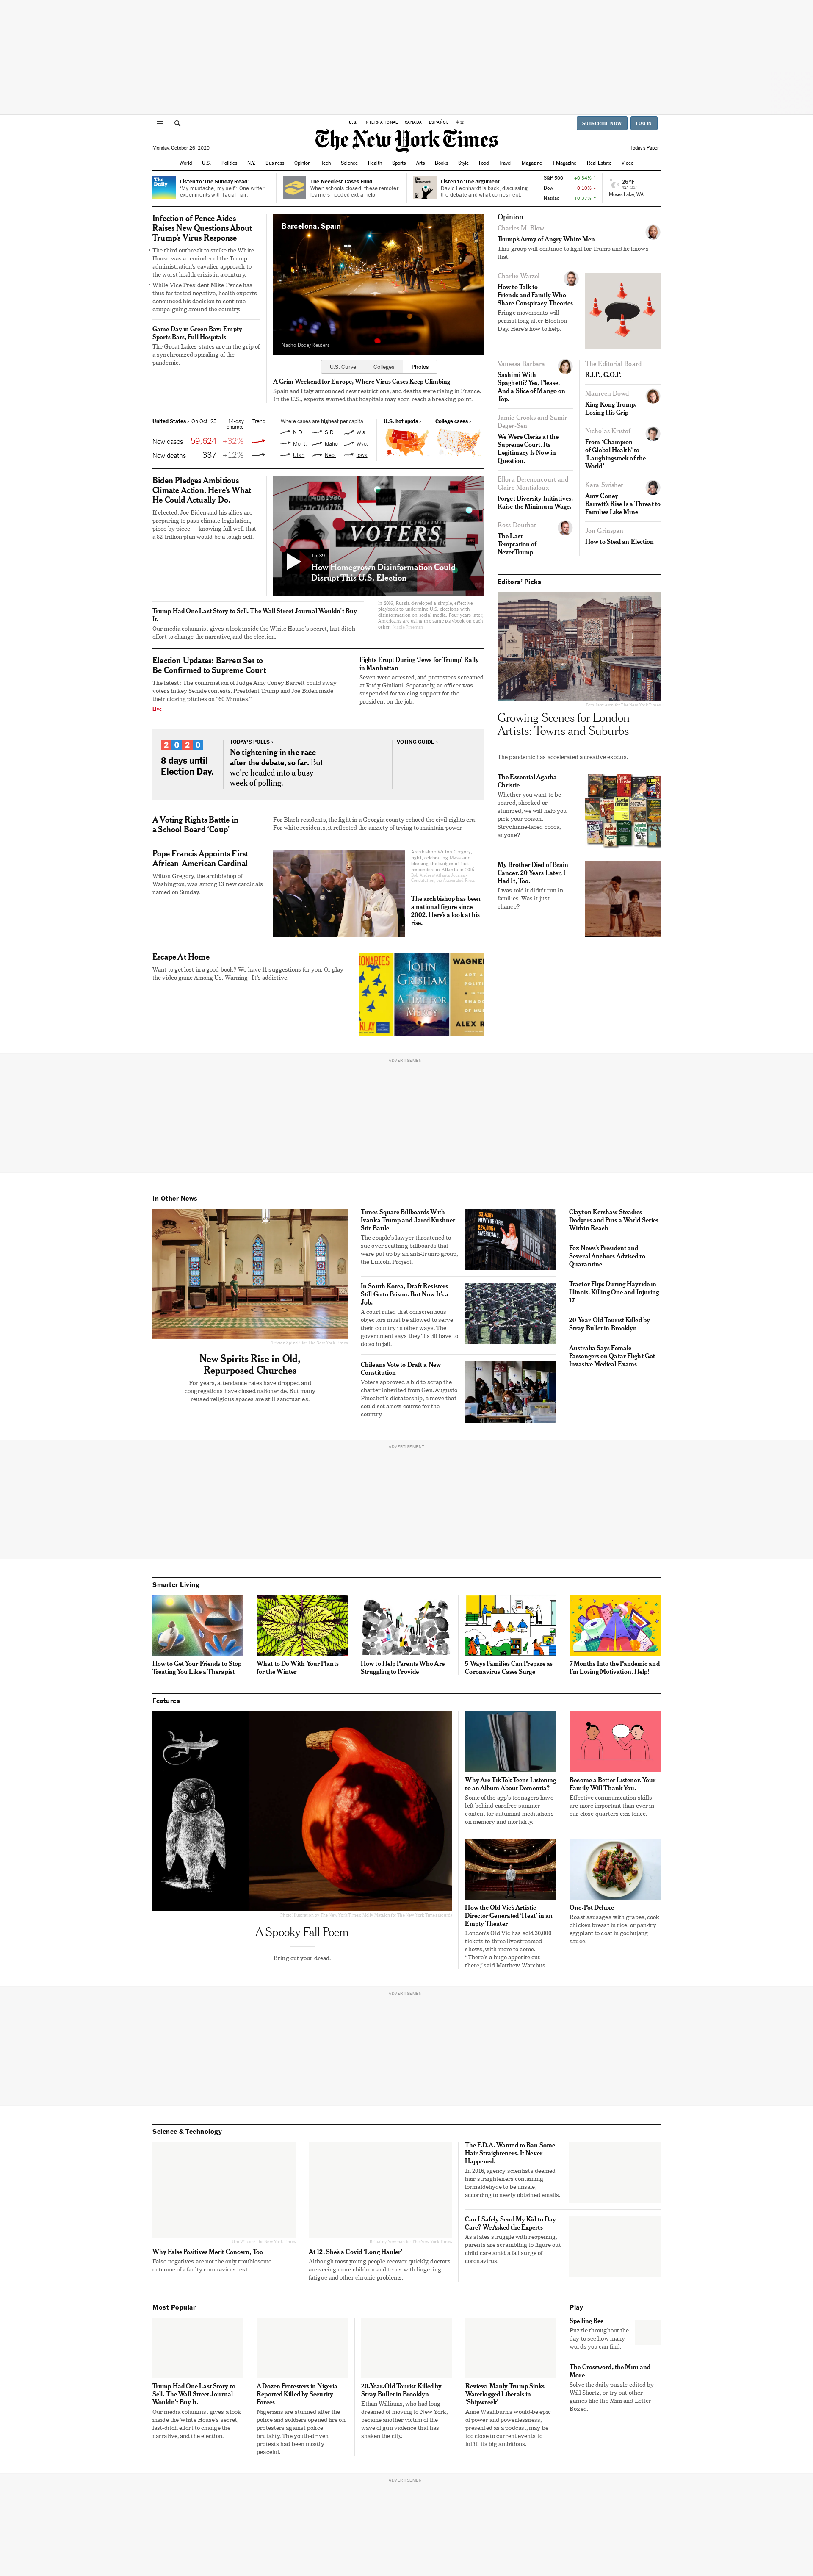 U.S.
INTERNATIONAL
CANADA
ESPAÑOL
中文
SUBSCRIBE NOW
LOG IN
The New York Times
Monday, October 26, 2020
Today's Paper
World
U.S.
Politics
N.Y.
Business
Opinion
Tech
Science
Health
Sports
Arts
Books
Style
Food
Travel
Magazine
T Magazine
Real Estate
Video
The
Daily
Listen to 'The Sunday Read'
'My mustache, my self': One writer
experiments with facial hair.
The Neediest Cases Fund
When schools closed, these remoter
learners needed extra help.
Listen to 'The Argument'
David Leonhardt is back, discussing
the debate and what comes next.
S&P 500 +0.34% ↑
Dow -0.10% ↓
Nasdaq +0.37% ↑
26°F
42° 22°
Moses Lake, WA
Infection of Pence Aides
Raises New Questions About
Trump's Virus Response
• The third outbreak to strike the White
House was a reminder of the Trump
administration's cavalier approach to
the worst health crisis in a century.
• While Vice President Mike Pence has
thus far tested negative, health experts
denounced his decision to continue
campaigning around the country.
Game Day in Green Bay: Empty
Sports Bars, Full Hospitals
The Great Lakes state are in the grip of
a synchronized spiraling of the
pandemic.
Barcelona, Spain
Nacho Doce/Reuters
U.S. Curve
Colleges
Photos
A Grim Weekend for Europe, Where Virus Cases Keep Climbing
Spain and Italy announced new restrictions, and deaths were rising in France.
In the U.S., experts warned that hospitals may soon reach a breaking point.
United States › On Oct. 25
14-day
change
Trend
New cases 59,624 +32%
New deaths 337 +12%
Where cases are highest per capita
N.D.
S.D.
Wis.
Mont.
Idaho
Wyo.
Utah
Neb.
Iowa
U.S. hot spots ›
College cases ›
Biden Pledges Ambitious
Climate Action. Here's What
He Could Actually Do.
If elected, Joe Biden and his allies are
preparing to pass climate legislation,
piece by piece — knowing full well that
a $2 trillion plan would be a tough sell.
VOTERS
15:39
How Homegrown Disinformation Could
Disrupt This U.S. Election
In 2016, Russia developed a simple, effective
playbook to undermine U.S. elections with
disinformation on social media. Four years later,
Americans are using the same playbook on each
other.
Trump Had One Last Story to Sell. The Wall Street Journal Wouldn't Buy
It.
Our media columnist gives a look inside the White House's secret, last-ditch
effort to change the narrative, and the election.
Election Updates: Barrett Set to
Be Confirmed to Supreme Court
The latest: The confirmation of Judge Amy Coney Barrett could sway
voters in key Senate contests. President Trump and Joe Biden made
their closing pitches on "60 Minutes."
Live
Fights Erupt During 'Jews for Trump' Rally
in Manhattan
Seven were arrested, and protesters screamed
at Rudy Giuliani. Separately, an officer was
suspended for voicing support for the
president on the job.
2020
8 days until
Election Day.
TODAY'S POLLS ›
No tightening in the race
after the debate, so far. But
we're headed into a busy
week of polling.
VOTING GUIDE ›
A Voting Rights Battle in
a School Board 'Coup'
For Black residents, the fight in a Georgia county echoed the civil rights era.
For white residents, it reflected the anxiety of trying to maintain power.
Pope Francis Appoints First
African-American Cardinal
Wilton Gregory, the archbishop of
Washington, was among 13 new cardinals
named on Sunday.
Archbishop Wilton Gregory,
right, celebrating Mass and
blessing the badges of first
responders in Atlanta in 2015.
The archbishop has been
a national figure since
2002. Here's a look at his
rise.
Escape At Home
Want to get lost in a good book? We have 11 suggestions for you. Or play
the video game Among Us. Warning: It's addictive.
JOHN
GRISHAM
A TIME FOR
MERCY
WAGNER
ALEX R
Opinion
Charles M. Blow
Trump's Army of Angry White Men
This group will continue to fight for Trump and he knows
that.
Charlie Warzel
How to Talk to
Friends and Family Who
Share Conspiracy Theories
Fringe movements will
persist long after Election
Day. Here's how to help.
Vanessa Barbara
Sashimi With
Spaghetti? Yes, Please.
And a Slice of Mango on
Top.
Jamie Crooks and Samir
Deger-Sen
We Were Clerks at the
Supreme Court. Its
Legitimacy Is Now in
Question.
Ellora Derenoncourt and
Claire Montialoux
Forget Diversity Initiatives.
Raise the Minimum Wage.
Ross Douthat
The Last
Temptation of
NeverTrump
The Editorial Board
R.I.P., G.O.P.
Maureen Dowd
King Kong Trump,
Losing His Grip
Nicholas Kristof
From 'Champion
of Global Health' to
'Laughingstock of the
World'
Kara Swisher
Amy Coney
Barrett's Rise Is a Threat to
Families Like Mine
Jon Grinspan
How to Steal an Election
Editors' Picks
Growing Scenes for London
Artists: Towns and Suburbs
The pandemic has accelerated a creative exodus.
The Essential Agatha
Christie
Whether you want to be
scared, shocked or
stumped, we will help you
pick your poison.
Strychnine-laced cocoa,
anyone?
My Brother Died of Brain
Cancer. 20 Years Later, I
Had It, Too.
I was told it didn't run in
families. Was it just
chance?
ADVERTISEMENT
In Other News
New Spirits Rise in Old,
Repurposed Churches
For years, attendance rates have dropped and
congregations have closed nationwide. But many
reused religious spaces are still sanctuaries.
Times Square Billboards With
Ivanka Trump and Jared Kushner
Stir Battle
The couple's lawyer threatened to
sue over scathing billboards that
were put up by an anti-Trump group,
the Lincoln Project.
In South Korea, Draft Resisters
Still Go to Prison. But Now It's a
Job.
A court ruled that conscientious
objectors must be allowed to serve
their country in other ways. The
government says they'll still have to
do so in jail.
Chileans Vote to Draft a New
Constitution
Voters approved a bid to scrap the
charter inherited from Gen. Augusto
Pinochet's dictatorship, a move that
could set a new course for the
country.
Clayton Kershaw Steadies
Dodgers and Puts a World Series
Within Reach
Fox News's President and
Several Anchors Advised to
Quarantine
Tractor Flips During Hayride in
Illinois, Killing One and Injuring
17
20-Year-Old Tourist Killed by
Stray Bullet in Brooklyn
Australia Says Female
Passengers on Qatar Flight Got
Invasive Medical Exams
ADVERTISEMENT
Smarter Living
How to Get Your Friends to Stop
Treating You Like a Therapist
What to Do With Your Plants
for the Winter
How to Help Parents Who Are
Struggling to Provide
5 Ways Families Can Prepare as
Coronavirus Cases Surge
7 Months Into the Pandemic and
I'm Losing Motivation. Help!
Features
A Spooky Fall Poem
Bring out your dread.
Why Are TikTok Teens Listening
to an Album About Dementia?
Some of the app's teenagers have
left behind carefree summer
content for autumnal meditations
on memory and mortality.
Become a Better Listener. Your
Family Will Thank You.
Effective communication skills
are more important than ever in
our close-quarters existence.
How the Old Vic's Artistic
Director Generated 'Heat' in an
Empty Theater
London's Old Vic has sold 30,000
tickets to three livestreamed
shows, with more to come.
"There's a huge appetite out
there," said Matthew Warchus.
One-Pot Deluxe
Roast sausages with grapes, cook
chicken breast in rice, or pan-fry
eggplant to coat in gochujang
sauce.
ADVERTISEMENT
Science & Technology
Why False Positives Merit Concern, Too
False negatives are not the only troublesome
outcome of a faulty coronavirus test.
At 12, She's a Covid 'Long Hauler'
Although most young people recover quickly, doctors
are seeing more children and teens with lingering
fatigue and other chronic problems.
The F.D.A. Wanted to Ban Some
Hair Straighteners. It Never
Happened.
In 2016, agency scientists deemed
hair straighteners containing
formaldehyde to be unsafe,
according to newly obtained emails.
Can I Safely Send My Kid to Day
Care? We Asked the Experts
As states struggle with reopening,
parents are scrambling to figure out
child care amid a fall surge of
coronavirus.
Most Popular
Trump Had One Last Story to
Sell. The Wall Street Journal
Wouldn't Buy It.
Our media columnist gives a look
inside the White House's secret,
last-ditch effort to change the
narrative, and the election.
A Dozen Protesters in Nigeria
Reported Killed by Security
Forces
Nigerians are stunned after the
police and soldiers opened fire on
protesters against police
brutality. The youth-driven
protests had been mostly
peaceful.
20-Year-Old Tourist Killed by
Stray Bullet in Brooklyn
Ethan Williams, who had long
dreamed of moving to New York,
became another victim of the
wave of gun violence that has
shaken the city.
Review: Manly Trump Sinks
Waterlogged Liberals in
'Shipwreck'
Anne Washburn's would-be epic
of power and powerlessness,
presented as a podcast, may be
too close to current events to
fulfill its big ambitions.
Play
Spelling Bee
Puzzle throughout the
day to see how many
words you can find.
The Crossword, the Mini and
More
Solve the daily puzzle edited by
Will Shortz, or try out other
games like the Mini and Letter
Boxed.
ADVERTISEMENT